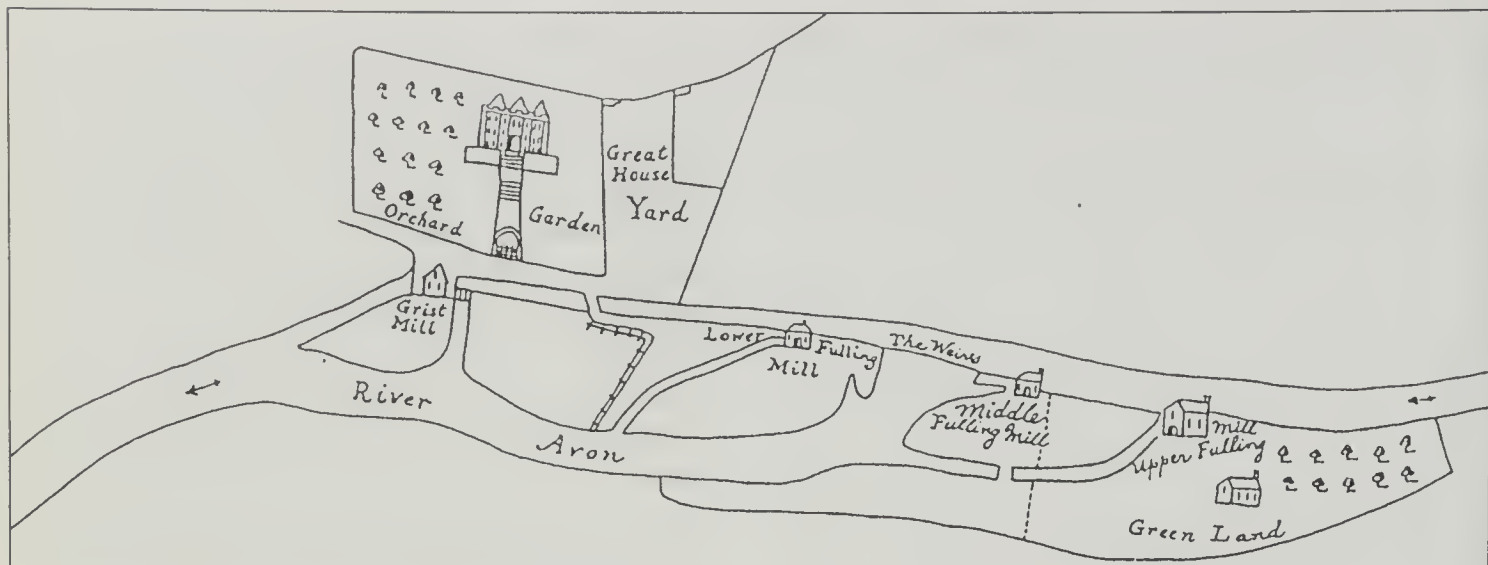 Great
House
Yard
Orchard
Garden
Grist
Mill
Lower
Fulling
Mill
The Weirs
River
Avon
Middle
Fulling Mill
Mill
Upper Fulling
Green Land